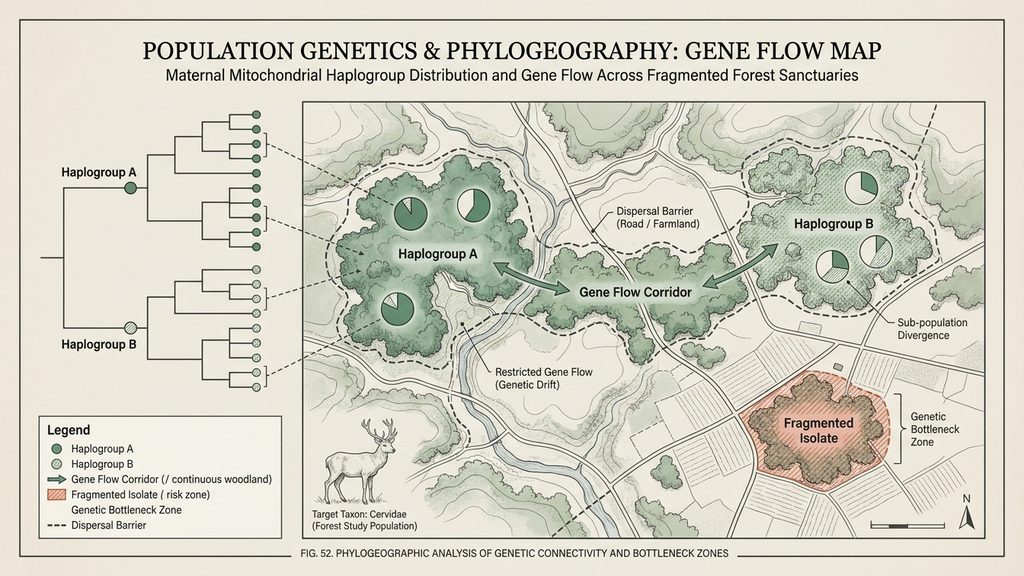 POPULATION GENETICS & PHYLOGEOGRAPHY: GENE FLOW MAP
Maternal Mitochondrial Haplogroup Distribution and Gene Flow Across Fragmented Forest Sanctuaries
Haplogroup A
Haplogroup B
Haplogroup A
Gene Flow Corridor
Haplogroup B
Dispersal Barrier
(Road / Farmland)
Sub-population
Divergence
Restricted Gene Flow
(Genetic Drift)
Fragmented
Isolate
Genetic
Bottleneck
Zone
Target Taxon: Cervidae
(Forest Study Population)
N
Legend
Haplogroup A
Haplogroup B
Gene Flow Corridor (/ continuous woodland)
Fragmented Isolate ( risk zone)
Genetic Bottleneck Zone
Dispersal Barrier
FIG. 52. PHYLOGEOGRAPHIC ANALYSIS OF GENETIC CONNECTIVITY AND BOTTLENECK ZONES